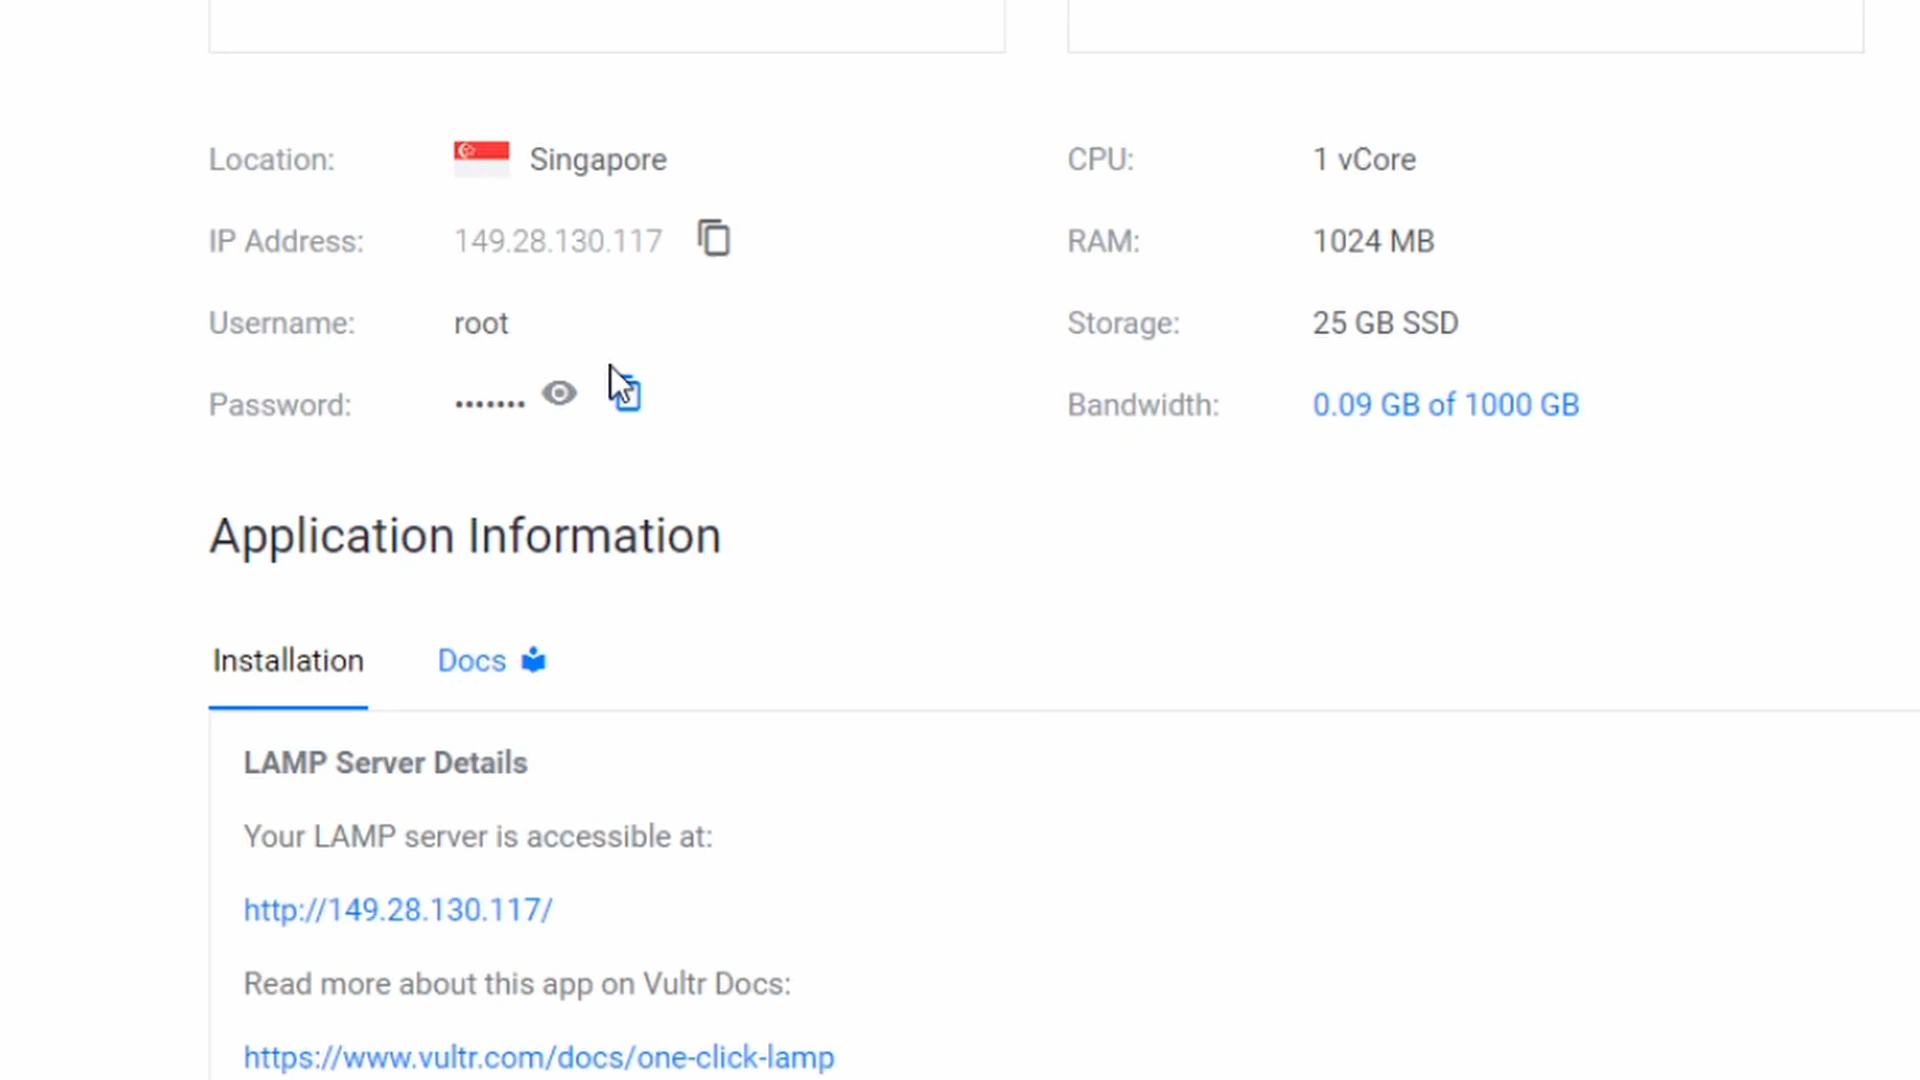 Location: Singapore CPU: 1 vCore
IP Address: 149.28.130.117 RAM: 1024 MB
Username: root Storage: 25 GB SSD
Password: ••••••• Bandwidth: 0.09 GB of 1000 GB
Application Information
Installation Docs
LAMP Server Details
Your LAMP server is accessible at:
http://149.28.130.117/
Read more about this app on Vultr Docs:
https://www.vultr.com/docs/one-click-lamp